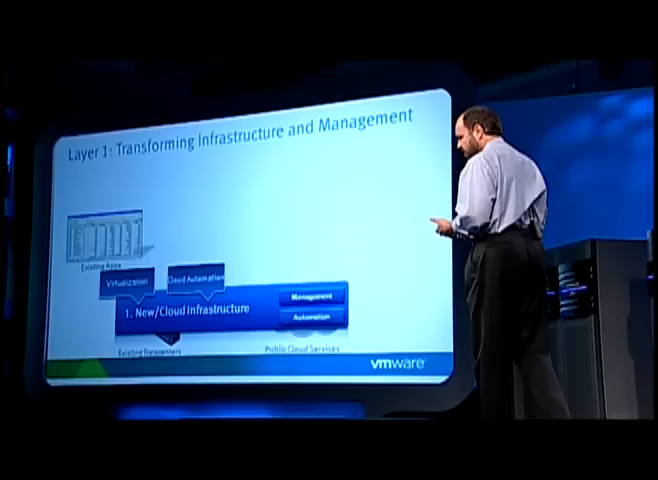 Layer 1: Transforming Infrastructure and Management
Existing Apps
Virtualization
Cloud Automation
1. New/Cloud Infrastructure
Management
Automation
Existing Datacenters
Public Cloud Services
vmware